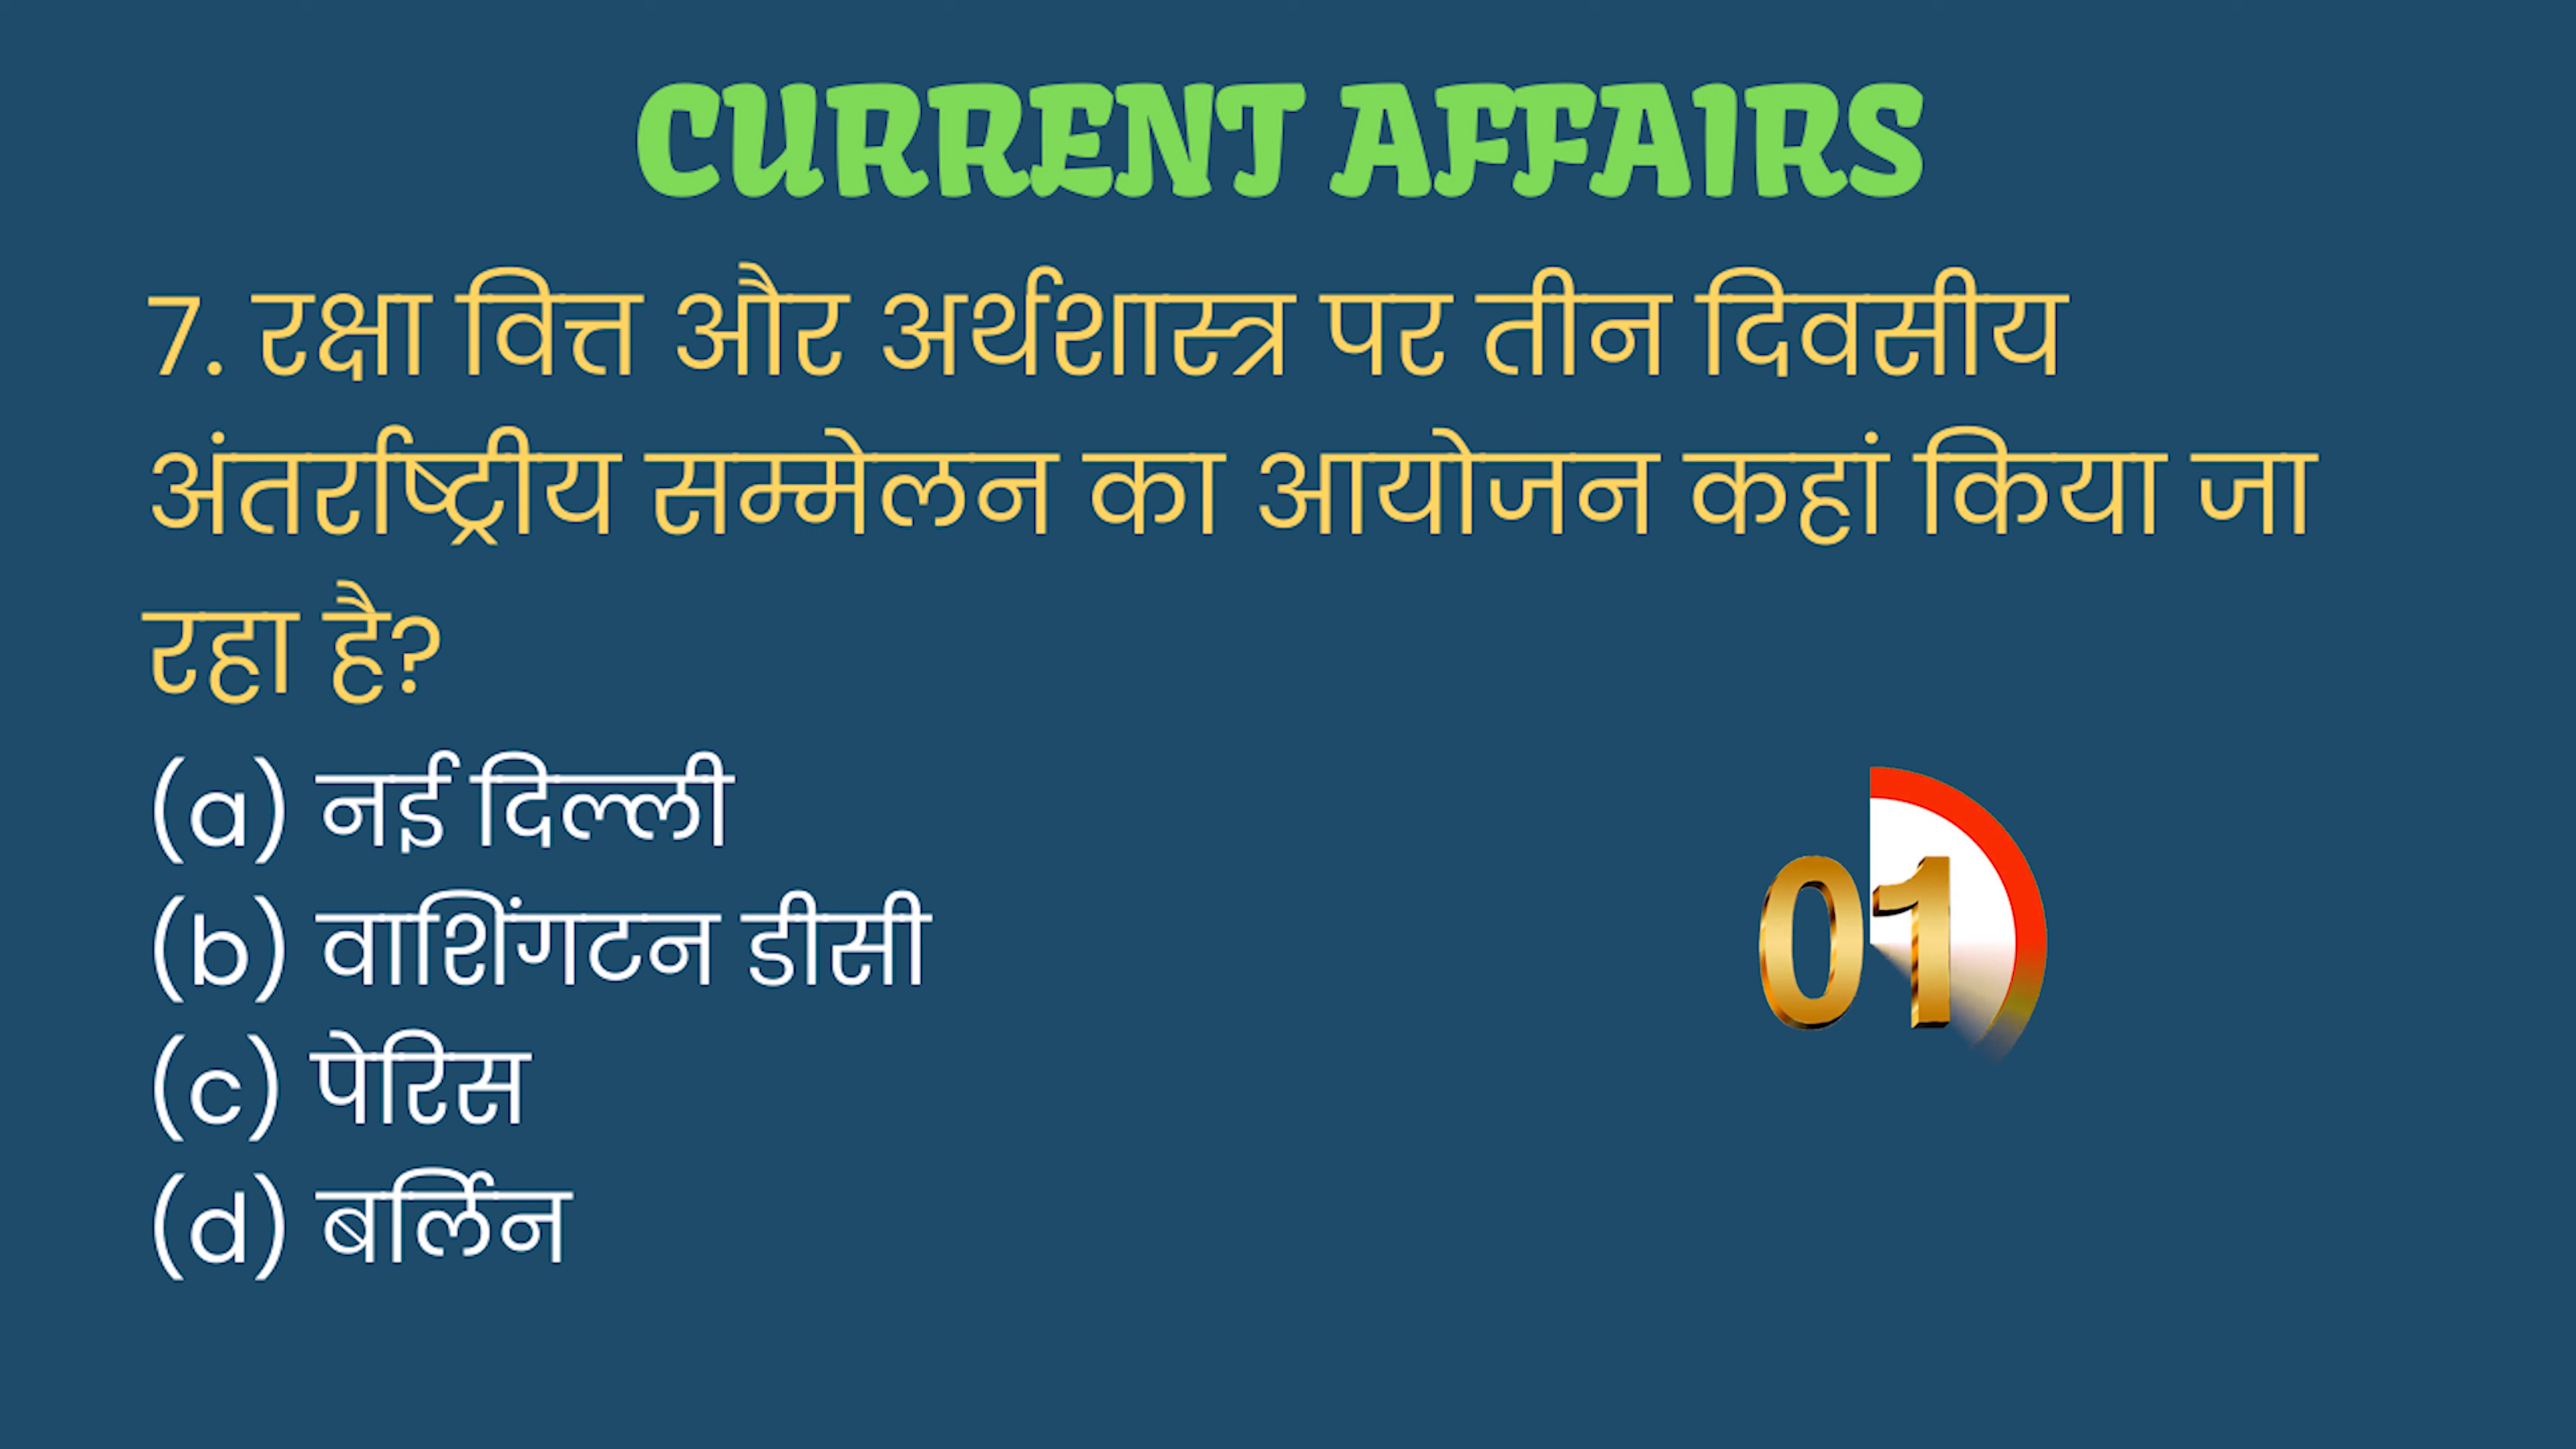 CURRENT AFFAIRS
7. रक्षा वित्त और अर्थशास्त्र पर तीन दिवसीय
अंतर्राष्ट्रीय सम्मेलन का आयोजन कहां किया जा
रहा है?
(a) नई दिल्ली
(b) वाशिंगटन डीसी
01
(c) पेरिस
(d) बर्लिन